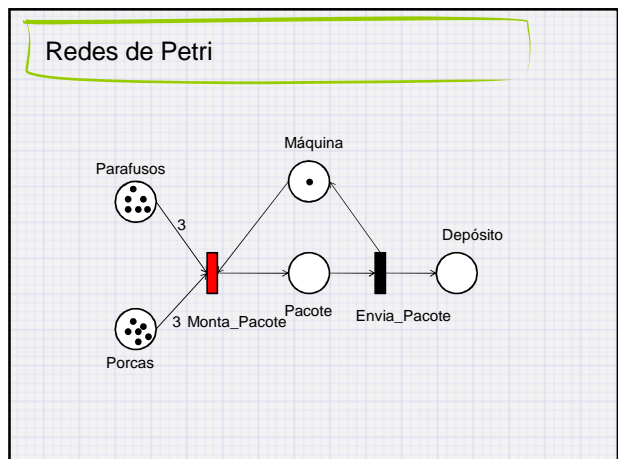 Redes de Petri
Máquina
Parafusos
3
Depósito
3
Monta_Pacote
Pacote
Envia_Pacote
Porcas